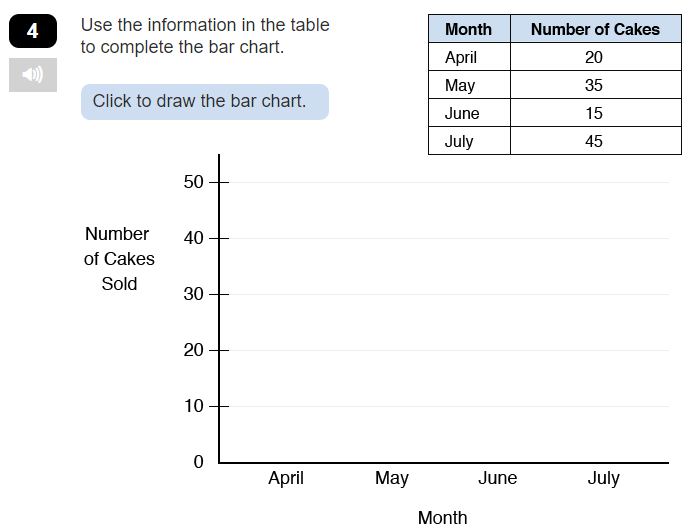 4
Use the information in the table
to complete the bar chart.
Click to draw the bar chart.
Month Number of Cakes
April 20
May 35
June 15
July 45
Number
of Cakes
Sold
50
40
30
20
10
0
April May June July
Month